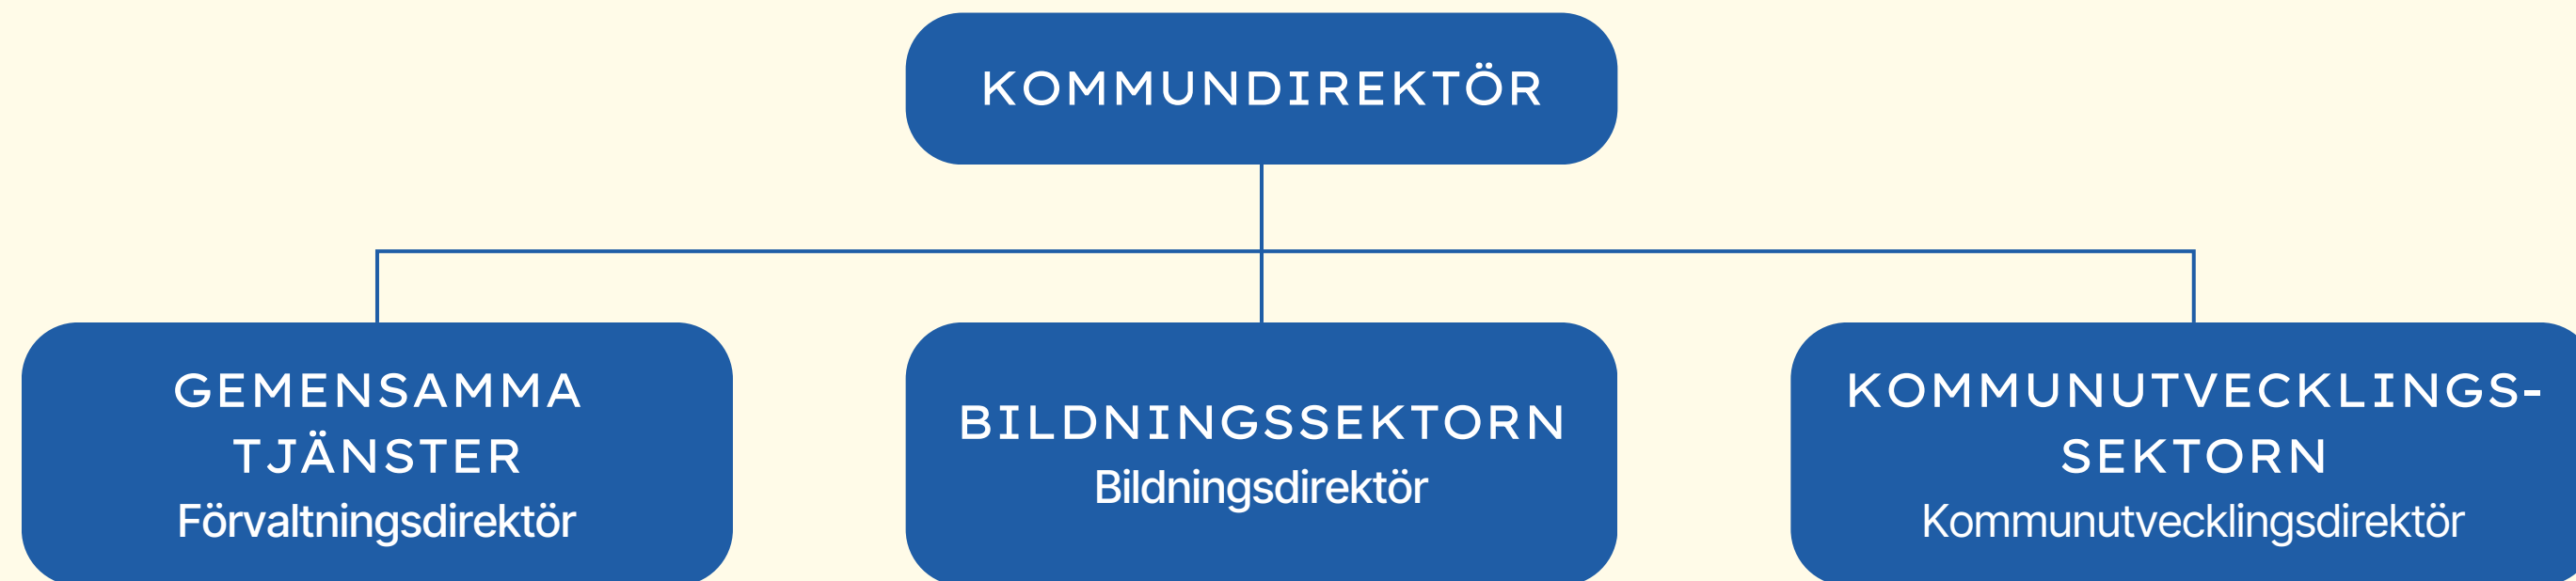 KOMMUNDIREKTÖR
GEMENSAMMA
TJÄNSTER
Förvaltningsdirektör
BILDNINGSSEKTORN
Bildningsdirektör
KOMMUNUTVECKLINGS-
SEKTORN
Kommunutvecklingsdirektör